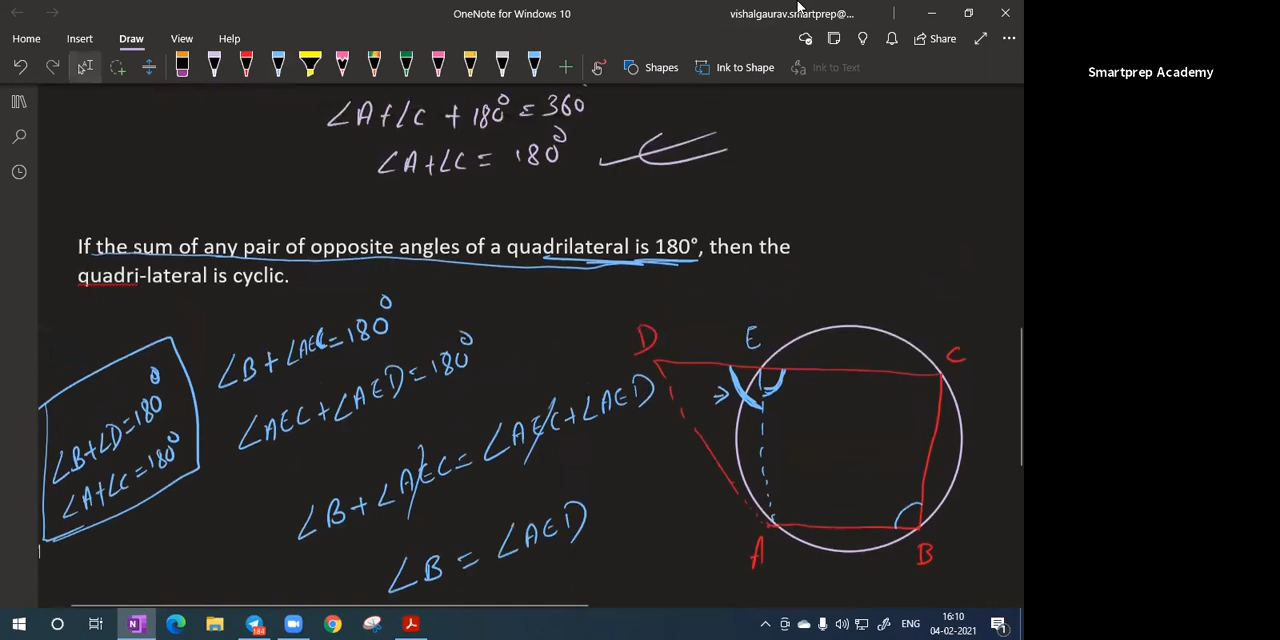 OneNote for Windows 10
vishalgaurav.smartprep@...
Home Insert Draw View Help
Share
Shapes Ink to Shape Ink to Text
Smartprep Academy
∠A+∠C + 180° = 360
∠A+∠C = 180°
If the sum of any pair of opposite angles of a quadrilateral is 180°, then the
quadri-lateral is cyclic.
∠B+∠D=180°
∠A+∠C=180°
∠B+∠AEC=180°
∠AEC+∠AED=180°
∠B+∠AEC=∠AEC+∠AED
∠B=∠AED
D E C
A B
184
ENG
16:10
04-02-2021
1